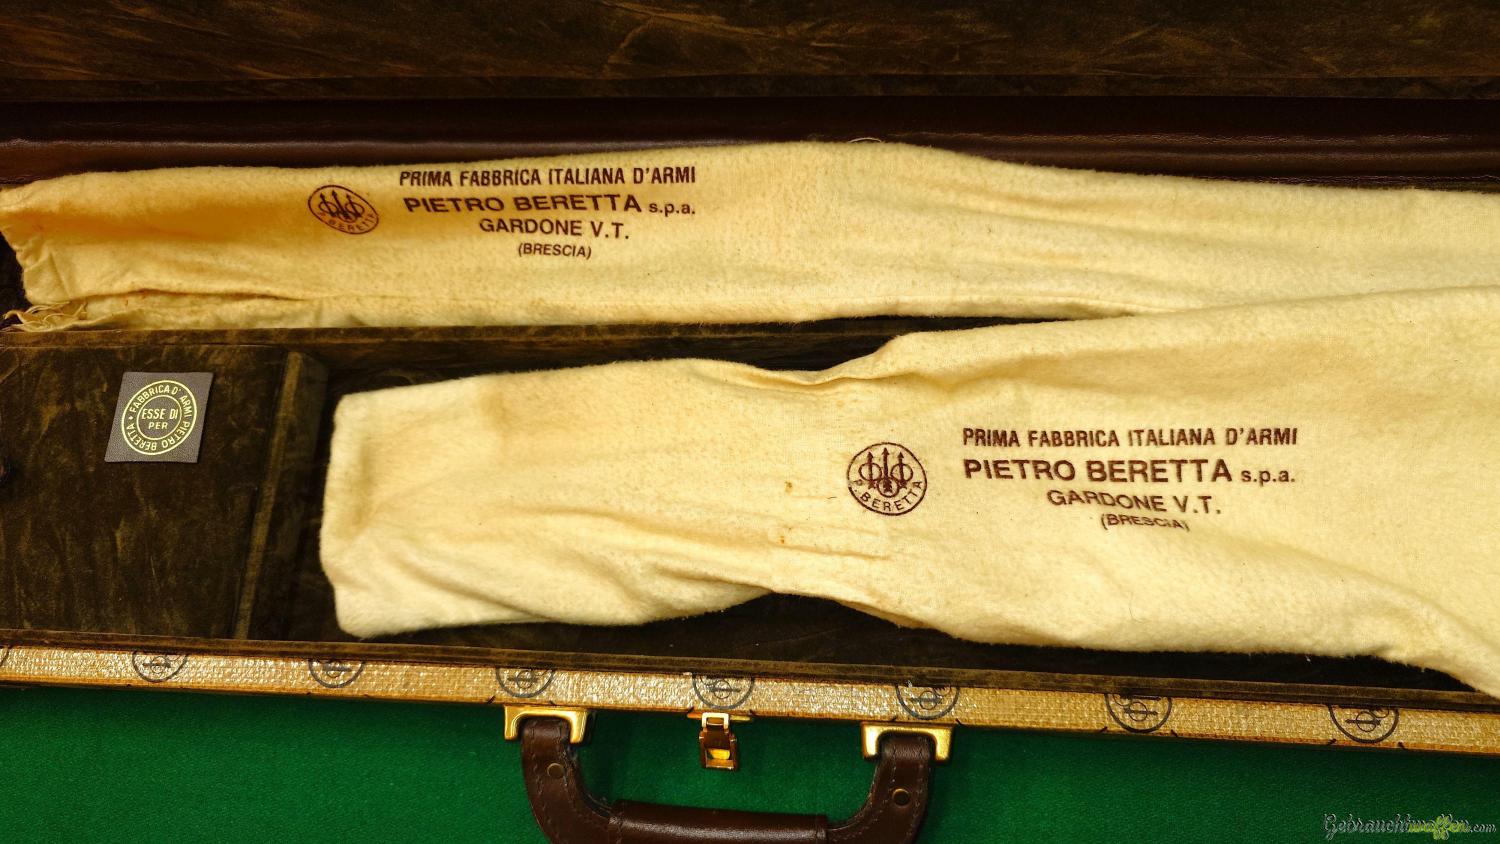 PRIMA FABBRICA ITALIANA D'ARMI
PIETRO BERETTA s.p.a.
GARDONE V.T.
(BRESCIA)
P. BERETTA
PRIMA FABBRICA ITALIANA D'ARMI
PIETRO BERETTA s.p.a.
GARDONE V.T.
(BRESCIA)
P. BERETTA
FABBRICA D'ARMI PIETRO BERETTA
ESSE DI
PER
Gebrauchtwaffen.com